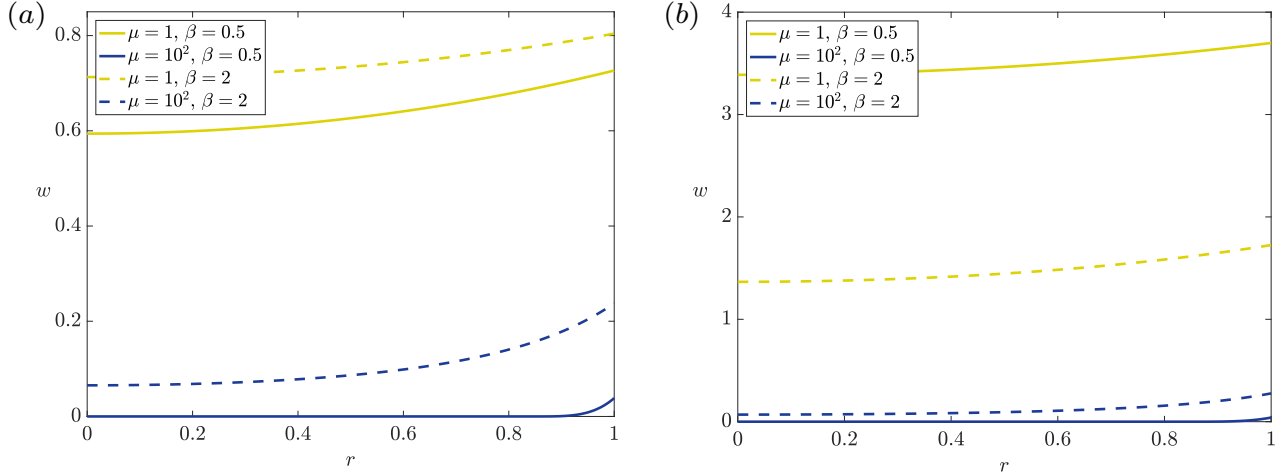 (a)
0.8
0.6
0.4
0.2
0
w
μ = 1, β = 0.5
μ = 10², β = 0.5
μ = 1, β = 2
μ = 10², β = 2
0 0.2 0.4 0.6 0.8 1
r
(b)
4
3
2
1
0
w
μ = 1, β = 0.5
μ = 10², β = 0.5
μ = 1, β = 2
μ = 10², β = 2
0 0.2 0.4 0.6 0.8 1
r